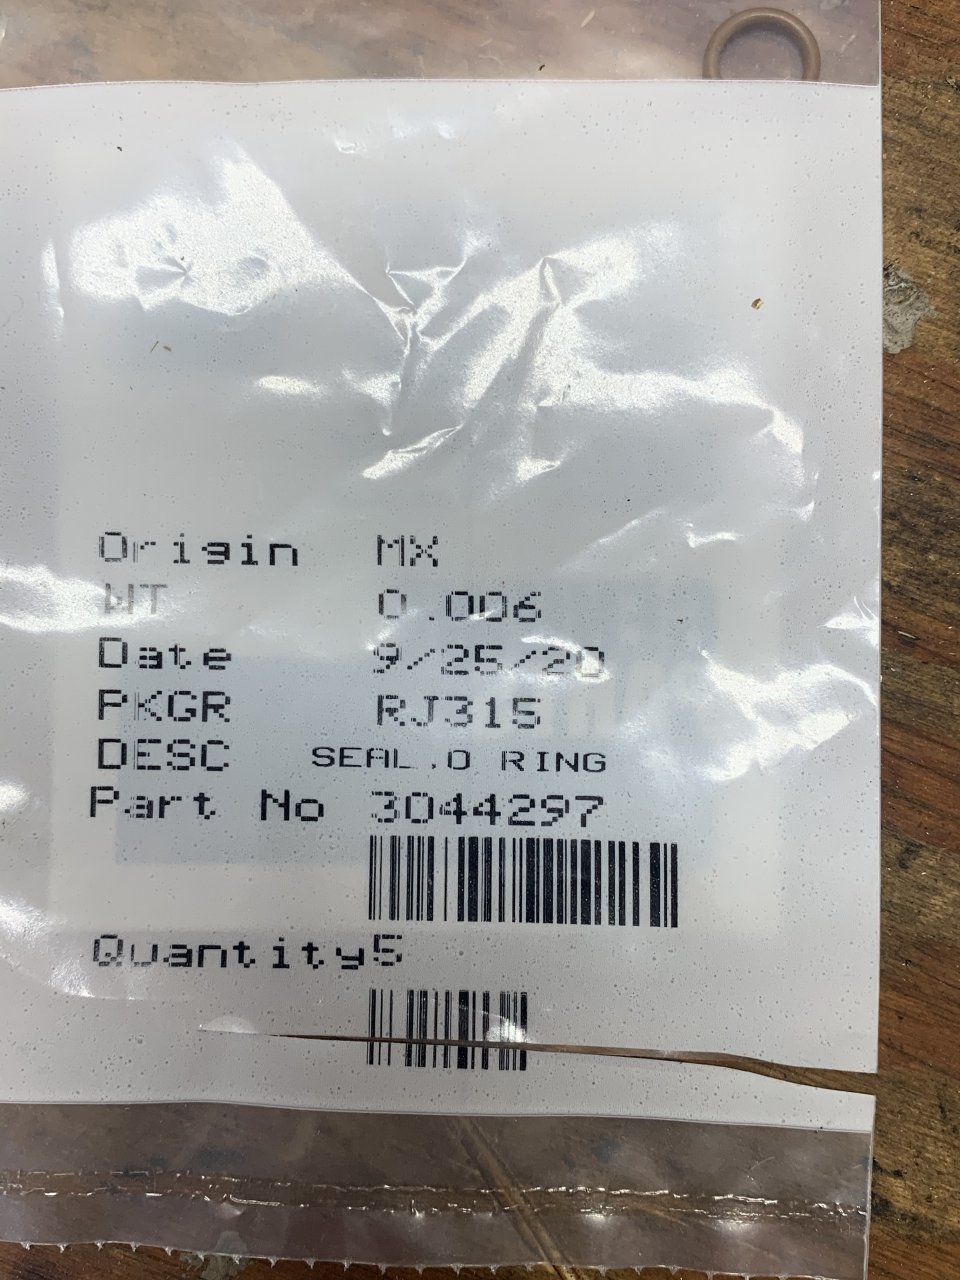 Origin MX
WT 0.006
Date 9/25/20
PKGR RJ315
DESC SEAL,O RING
Part No 3044297
Quantity5